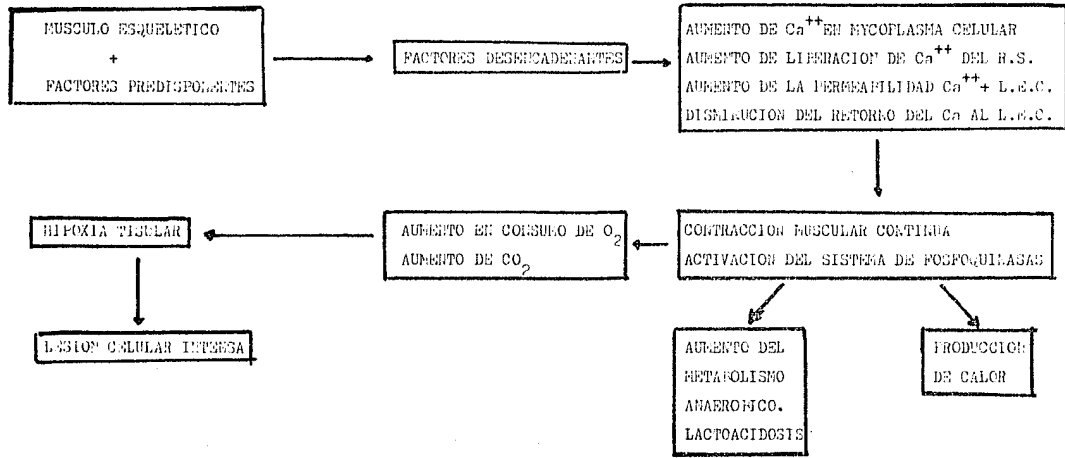 MUSCULO ESQUELETICO
+
FACTORES PREDISPONENTES
FACTORES DESENCADENANTES
AUMENTO DE Ca++ EN MYCOPLASMA CELULAR
AUMENTO DE LIBERACION DE Ca++ DEL R.S.
AUMENTO DE LA PERMEABILIDAD Ca++ + L.E.C.
DISMINUCION DEL RETORNO DEL Ca AL L.E.C.
CONTRACCION MUSCULAR CONTINUA
ACTIVACION DEL SISTEMA DE FOSFOQUINASAS
AUMENTO EN CONSUMO DE O2
AUMENTO DE CO2
HIPOXIA TISULAR
LESION CELULAR INTENSA
AUMENTO DEL
METABOLISMO
ANAEROBICO.
LACTOACIDOSIS
PRODUCCION
DE CALOR